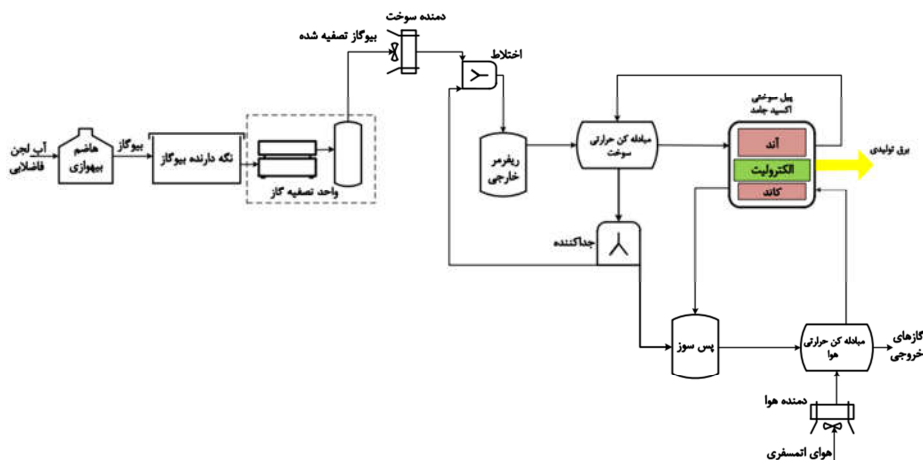 دمنده سوخت
بیوگاز تصفیه شده
اختلاط
پیل سوختی
اکسید جامد
آند
الکترولیت
کاتد
برق تولیدی
مبادله کن حرارتی
سوخت
ریفرمر
خارجی
آب لجن
فاضلابی
هاضم
بیهوازی
بیوگاز
نگه دارنده بیوگاز
واحد تصفیه گاز
جداکننده
پس سوز
مبادله کن حرارتی
هوا
گازهای
خروجی
دمنده هوا
هوای اتمسفری